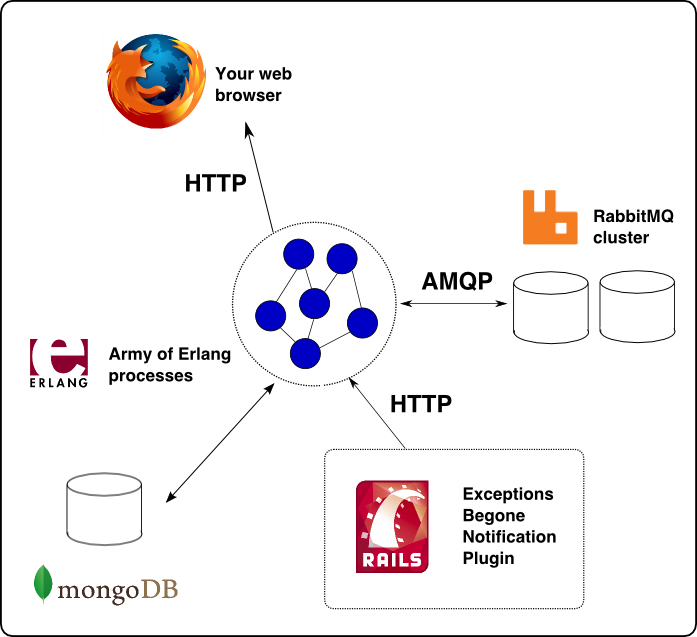 Your web
browser
HTTP
RabbitMQ
cluster
AMQP
Army of Erlang
processes
ERLANG
HTTP
Exceptions
Begone
Notification
Plugin
RAILS
mongoDB